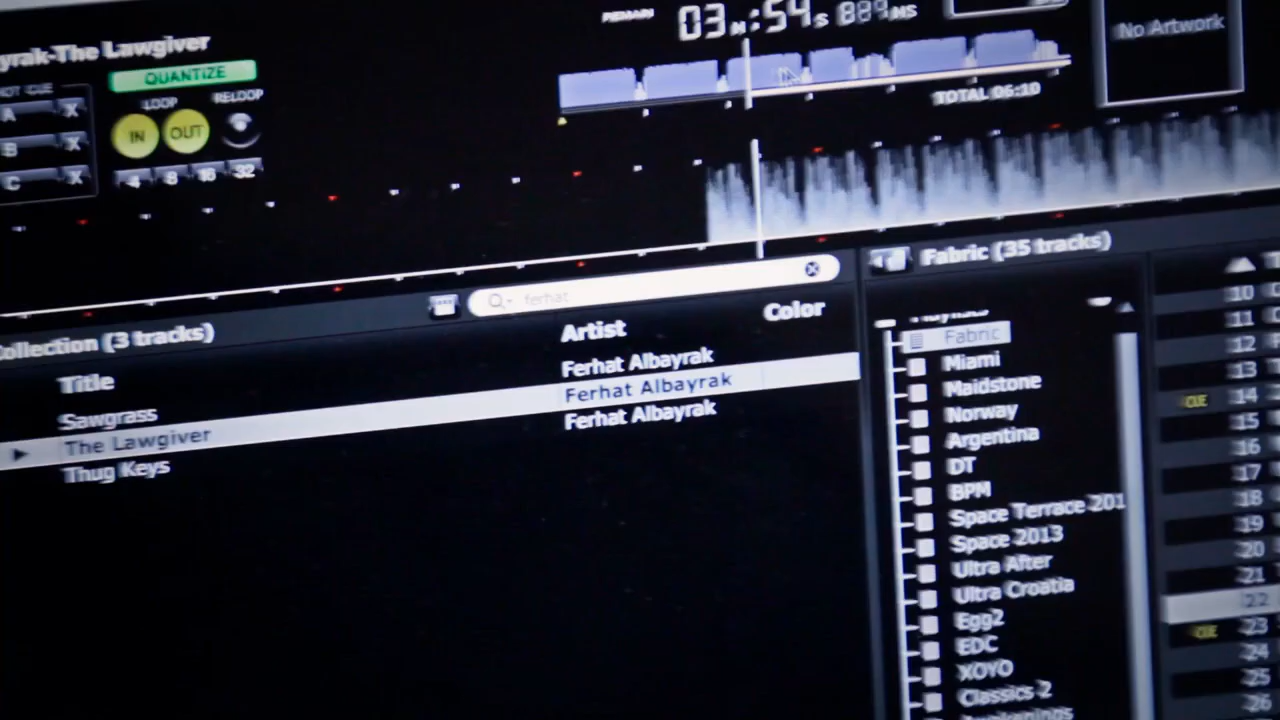 REMAIN 03M:54S 889MS
yrak-The Lawgiver
No Artwork
QUANTIZE
HOT CUE
LOOP
RELOOP
A X
IN
OUT
TOTAL 06:10
B X
C X
4 8 16 32
Fabric (35 tracks)
ferhat
Collection (3 tracks)
Title
Artist
Color
Sawgrass
Ferhat Albayrak
The Lawgiver
Ferhat Albayrak
Thug Keys
Ferhat Albayrak
Fabric
Miami
Maidstone
Norway
Argentina
DT
BPM
Space Terrace 201
Space 2013
Ultra After
Ultra Croatia
Egg2
EDC
XOYO
Classics 2
10
11
12
13
CUE 14
15
16
17
18
19
20
21
22
CUE 23
24
25
26